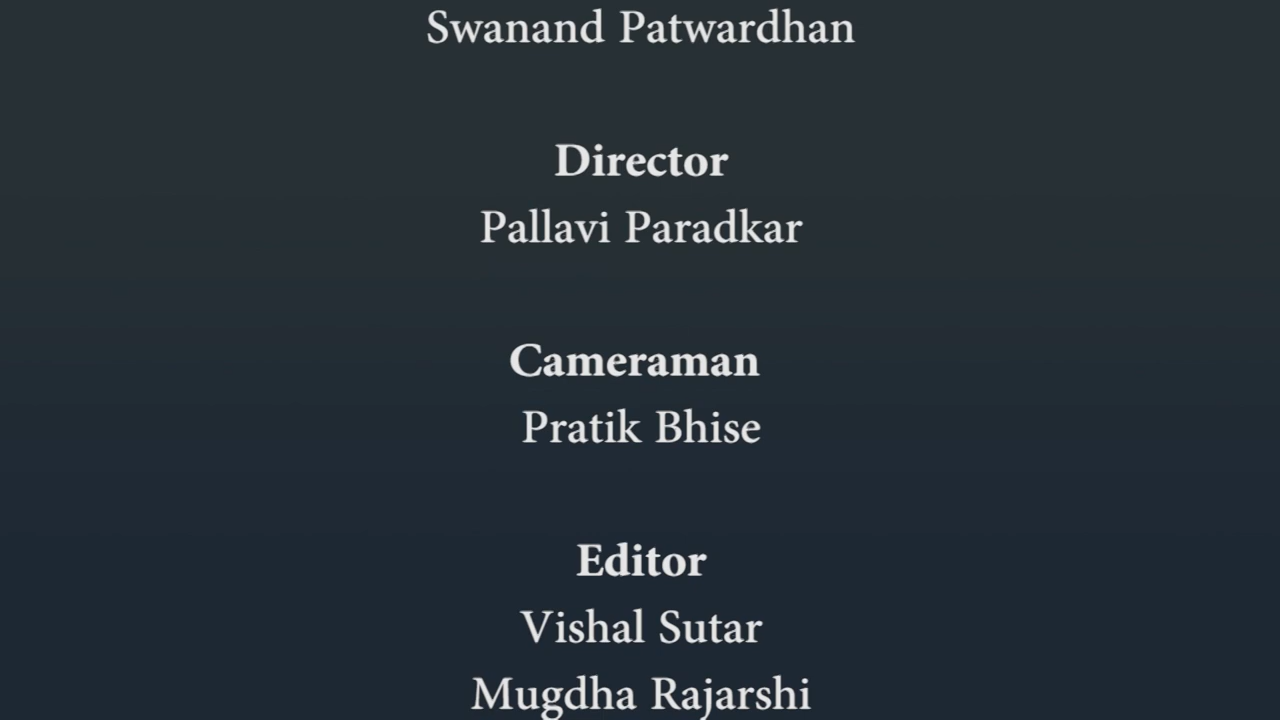 Swanand Patwardhan
Director
Pallavi Paradkar
Cameraman
Pratik Bhise
Editor
Vishal Sutar
Mugdha Rajarshi